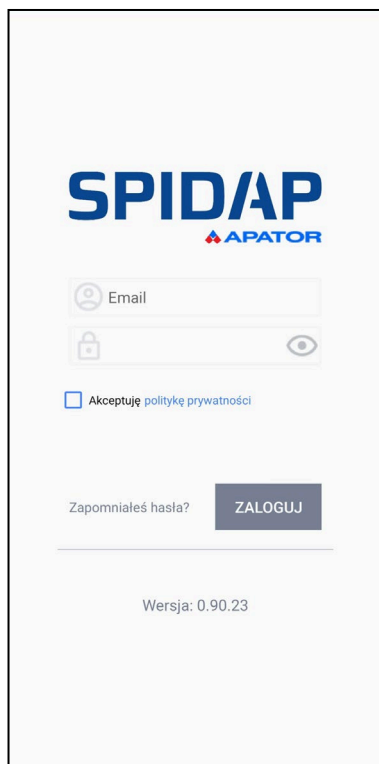 SPIDAP
APATOR
Email
Akceptuję politykę prywatności
Zapomniałeś hasła? ZALOGUJ
Wersja: 0.90.23